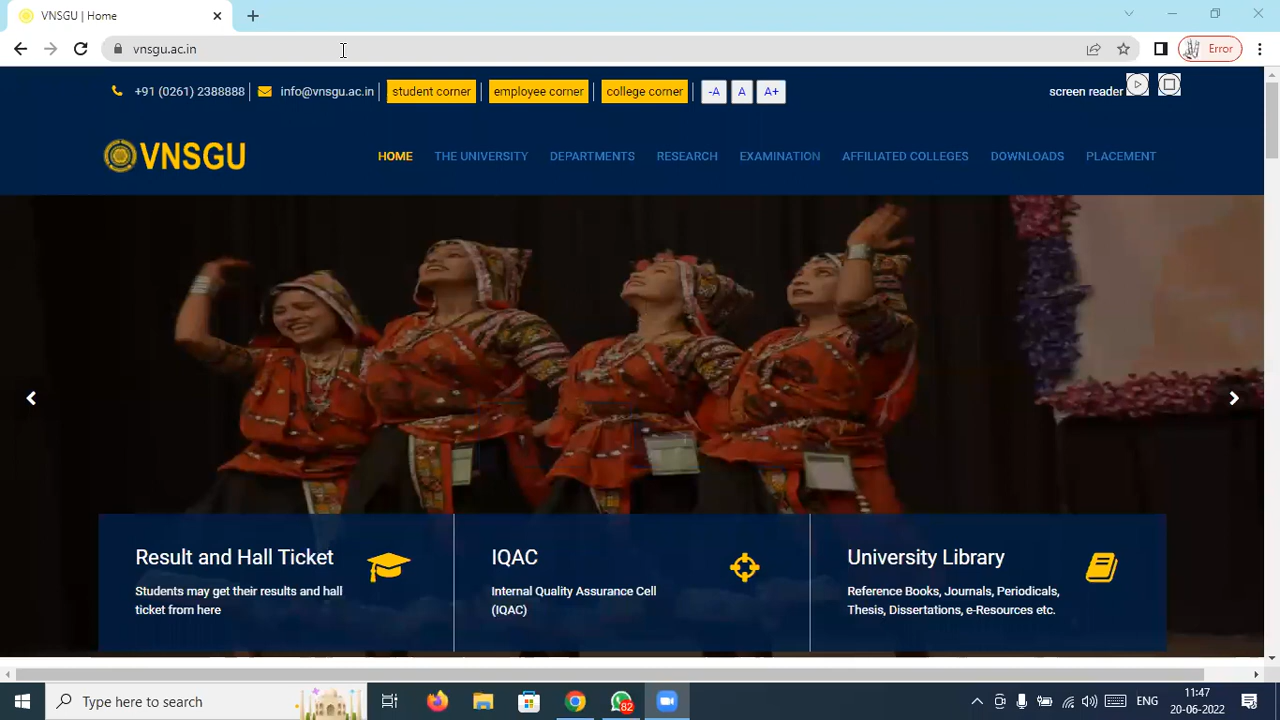 VNSGU | Home
vnsgu.ac.in
Error
+91 (0261) 2388888
info@vnsgu.ac.in
student corner
employee corner
college corner
-A
A
A+
screen reader
VNSGU
HOME
THE UNIVERSITY
DEPARTMENTS
RESEARCH
EXAMINATION
AFFILIATED COLLEGES
DOWNLOADS
PLACEMENT
Result and Hall Ticket
Students may get their results and hall
ticket from here
IQAC
Internal Quality Assurance Cell
(IQAC)
University Library
Reference Books, Journals, Periodicals,
Thesis, Dissertations, e-Resources etc.
Type here to search
82
ENG
11:47
20-06-2022